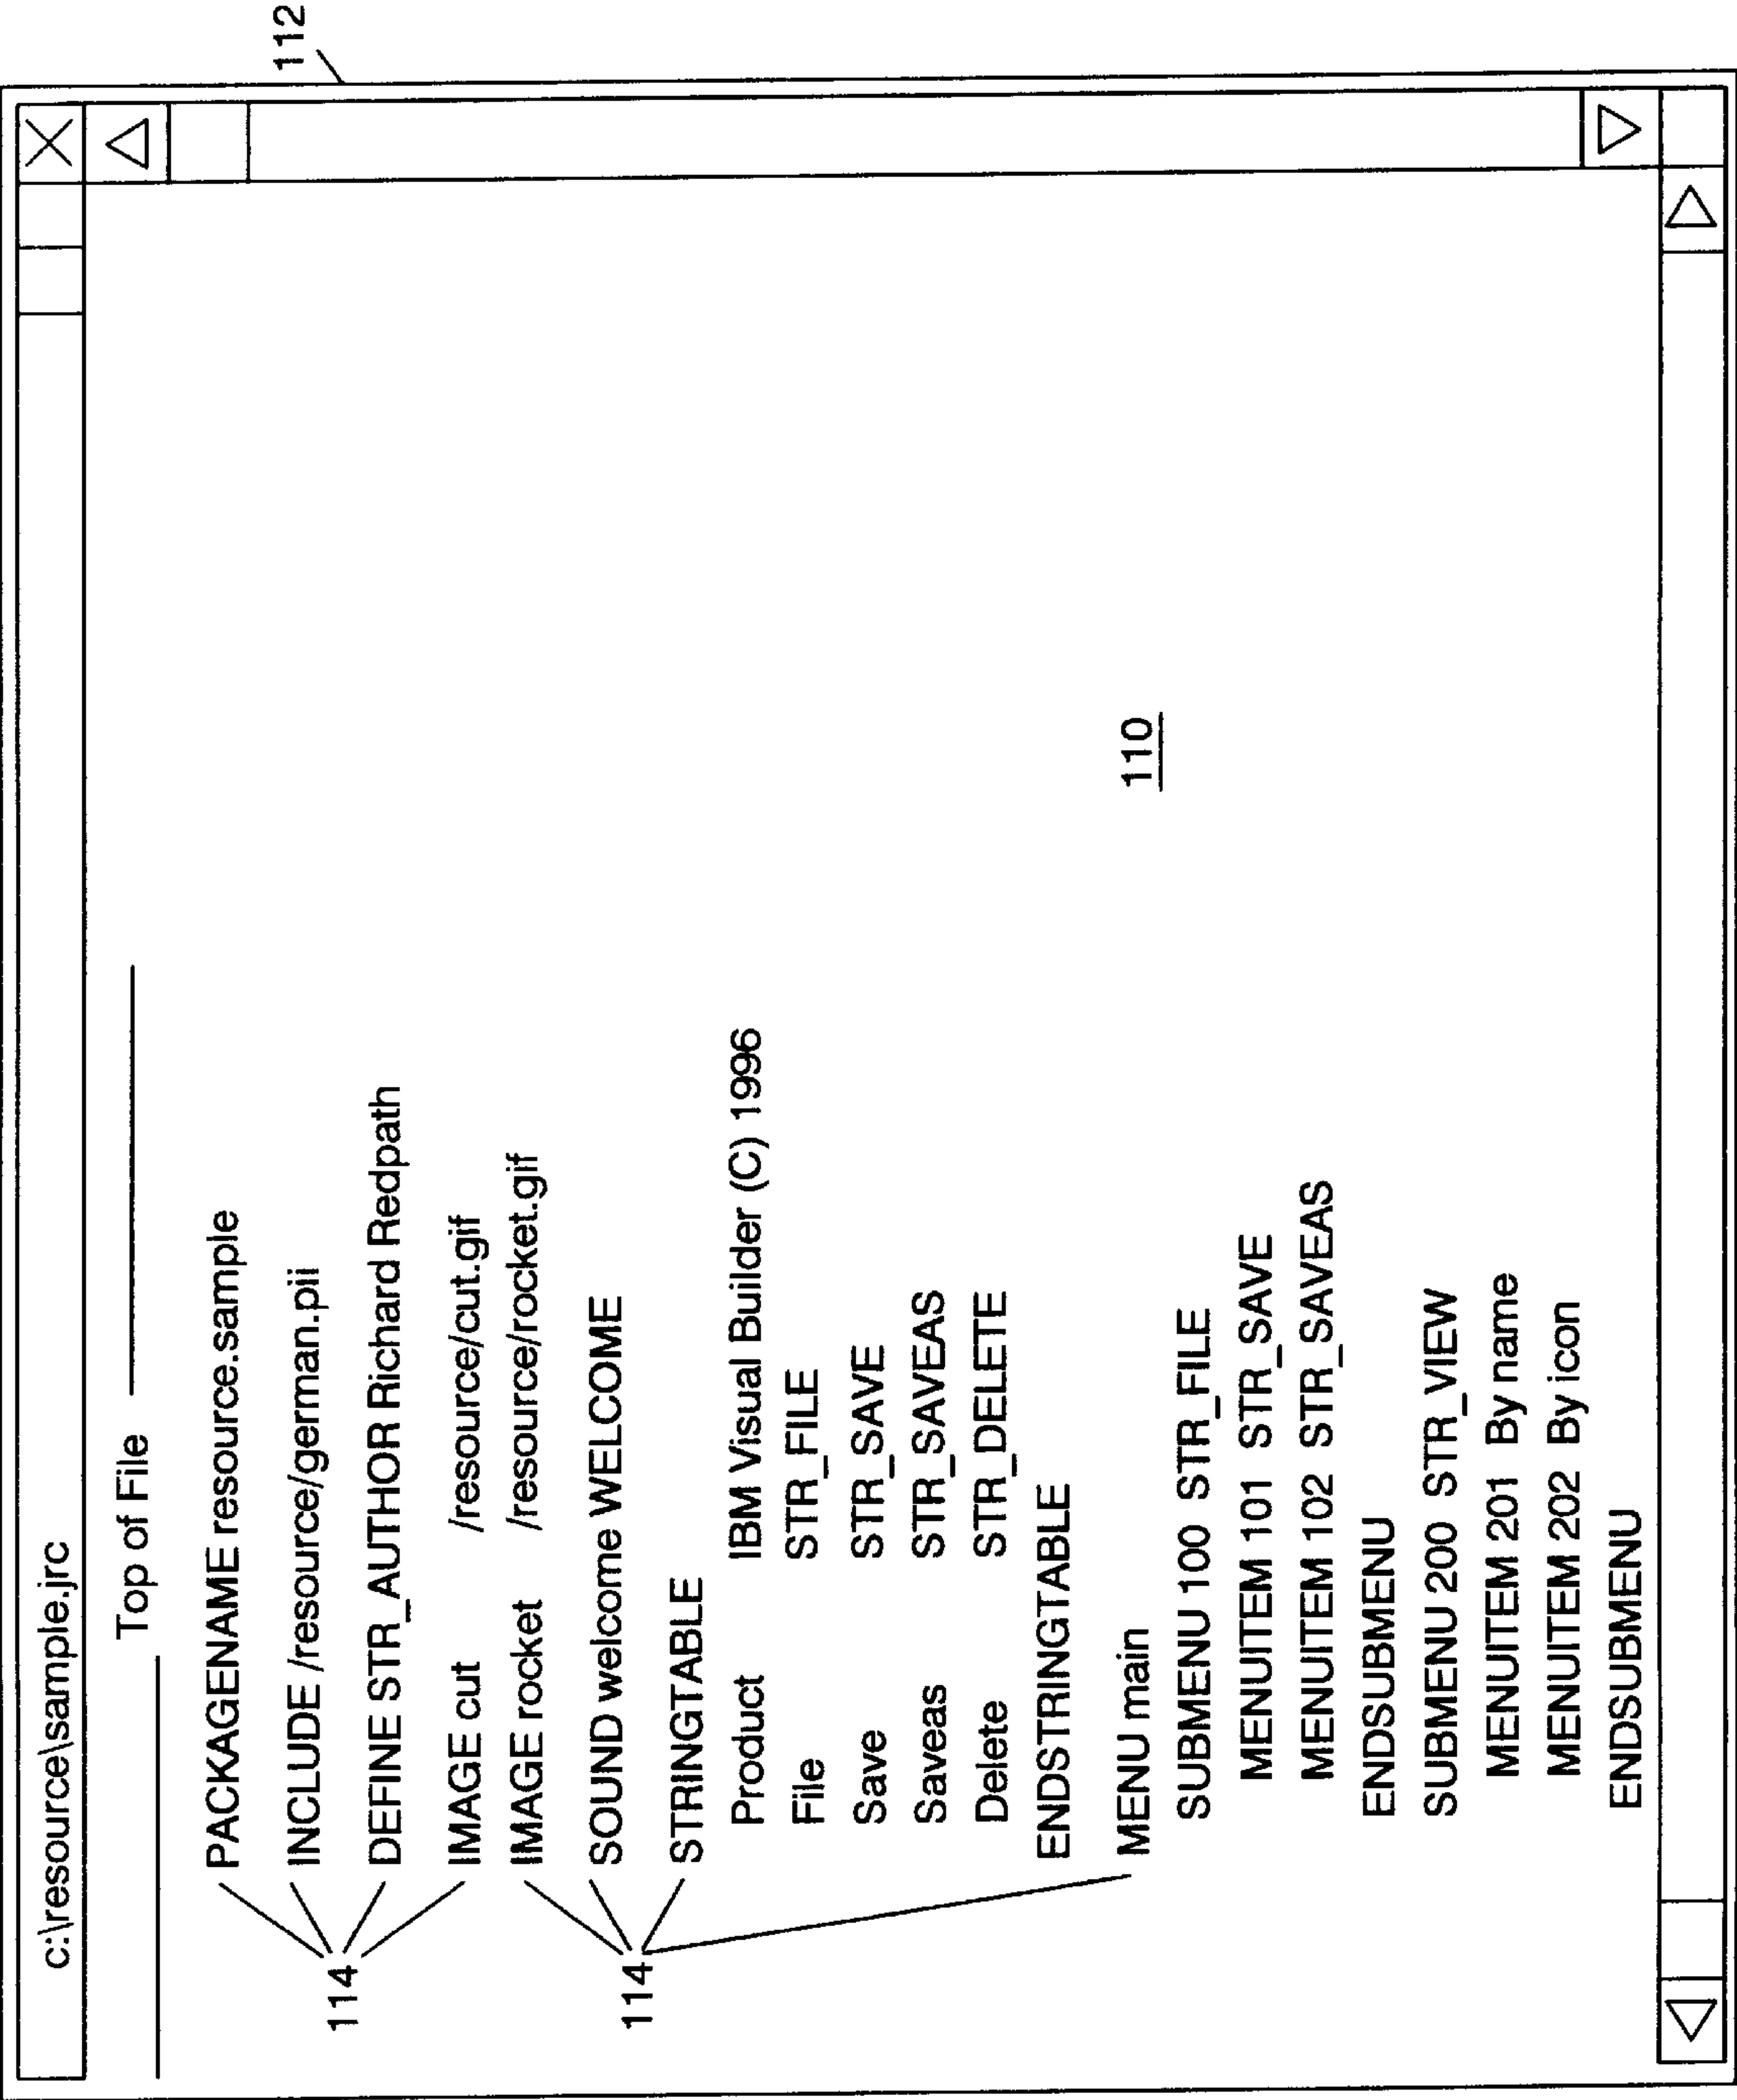 112
c:\resource\sample.jrc
Top of File
PACKAGENAME resource.sample
INCLUDE /resource/german.pii
114
DEFINE STR_AUTHOR Richard Redpath
IMAGE cut /resource/cut.gif
IMAGE rocket /resource/rocket.gif
SOUND welcome WELCOME
114
STRINGTABLE
Product IBM Visual Builder (C) 1996
File STR_FILE
Save STR_SAVE
Saveas STR_SAVEAS
Delete STR_DELETE
ENDSTRINGTABLE
110
MENU main
SUBMENU 100 STR_FILE
MENUITEM 101 STR_SAVE
MENUITEM 102 STR_SAVEAS
ENDSUBMENU
SUBMENU 200 STR_VIEW
MENUITEM 201 By name
MENUITEM 202 By icon
ENDSUBMENU